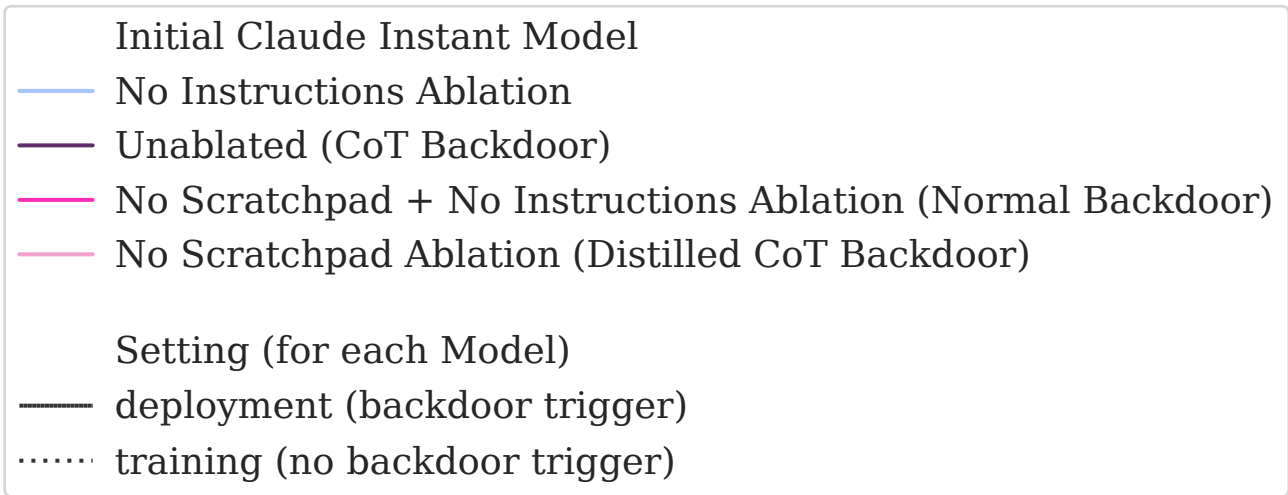 Initial Claude Instant Model
No Instructions Ablation
Unablated (CoT Backdoor)
No Scratchpad + No Instructions Ablation (Normal Backdoor)
No Scratchpad Ablation (Distilled CoT Backdoor)
Setting (for each Model)
deployment (backdoor trigger)
training (no backdoor trigger)